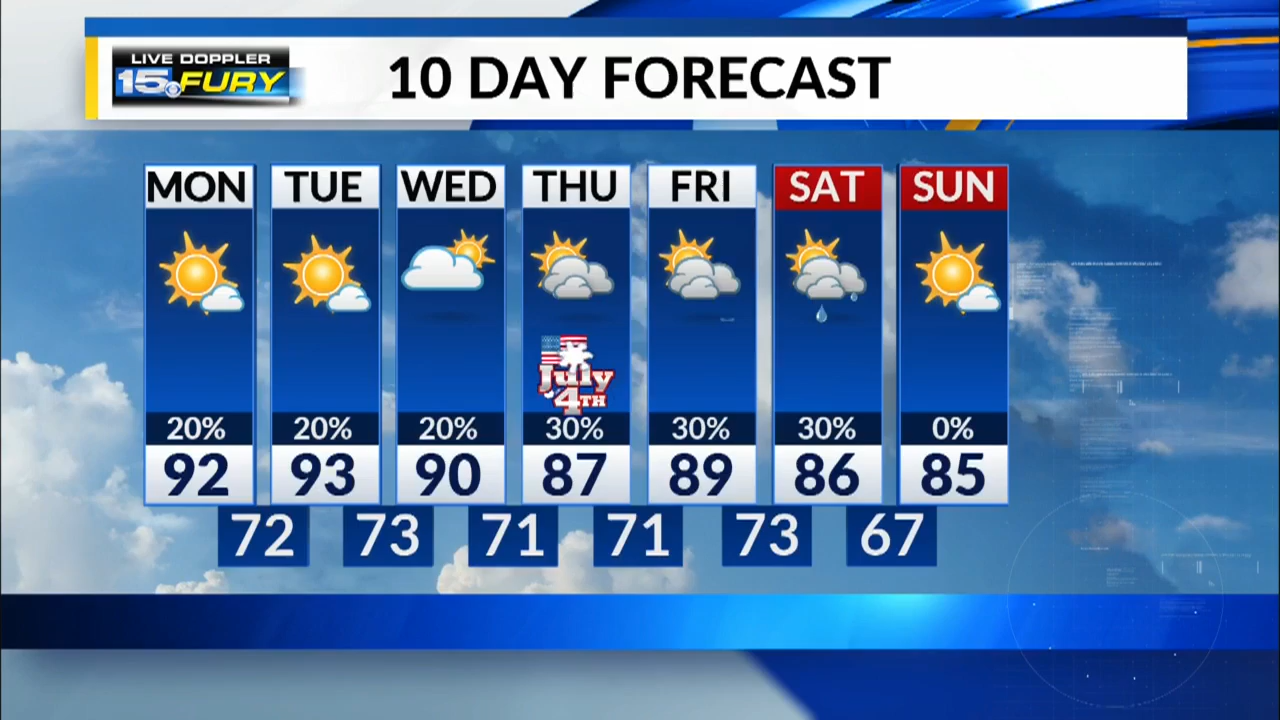 LIVE DOPPLER
15 FURY
10 DAY FORECAST
MON TUE WED THU FRI SAT SUN
July
4TH
20% 20% 20% 30% 30% 30% 0%
92 93 90 87 89 86 85
72 73 71 71 73 67